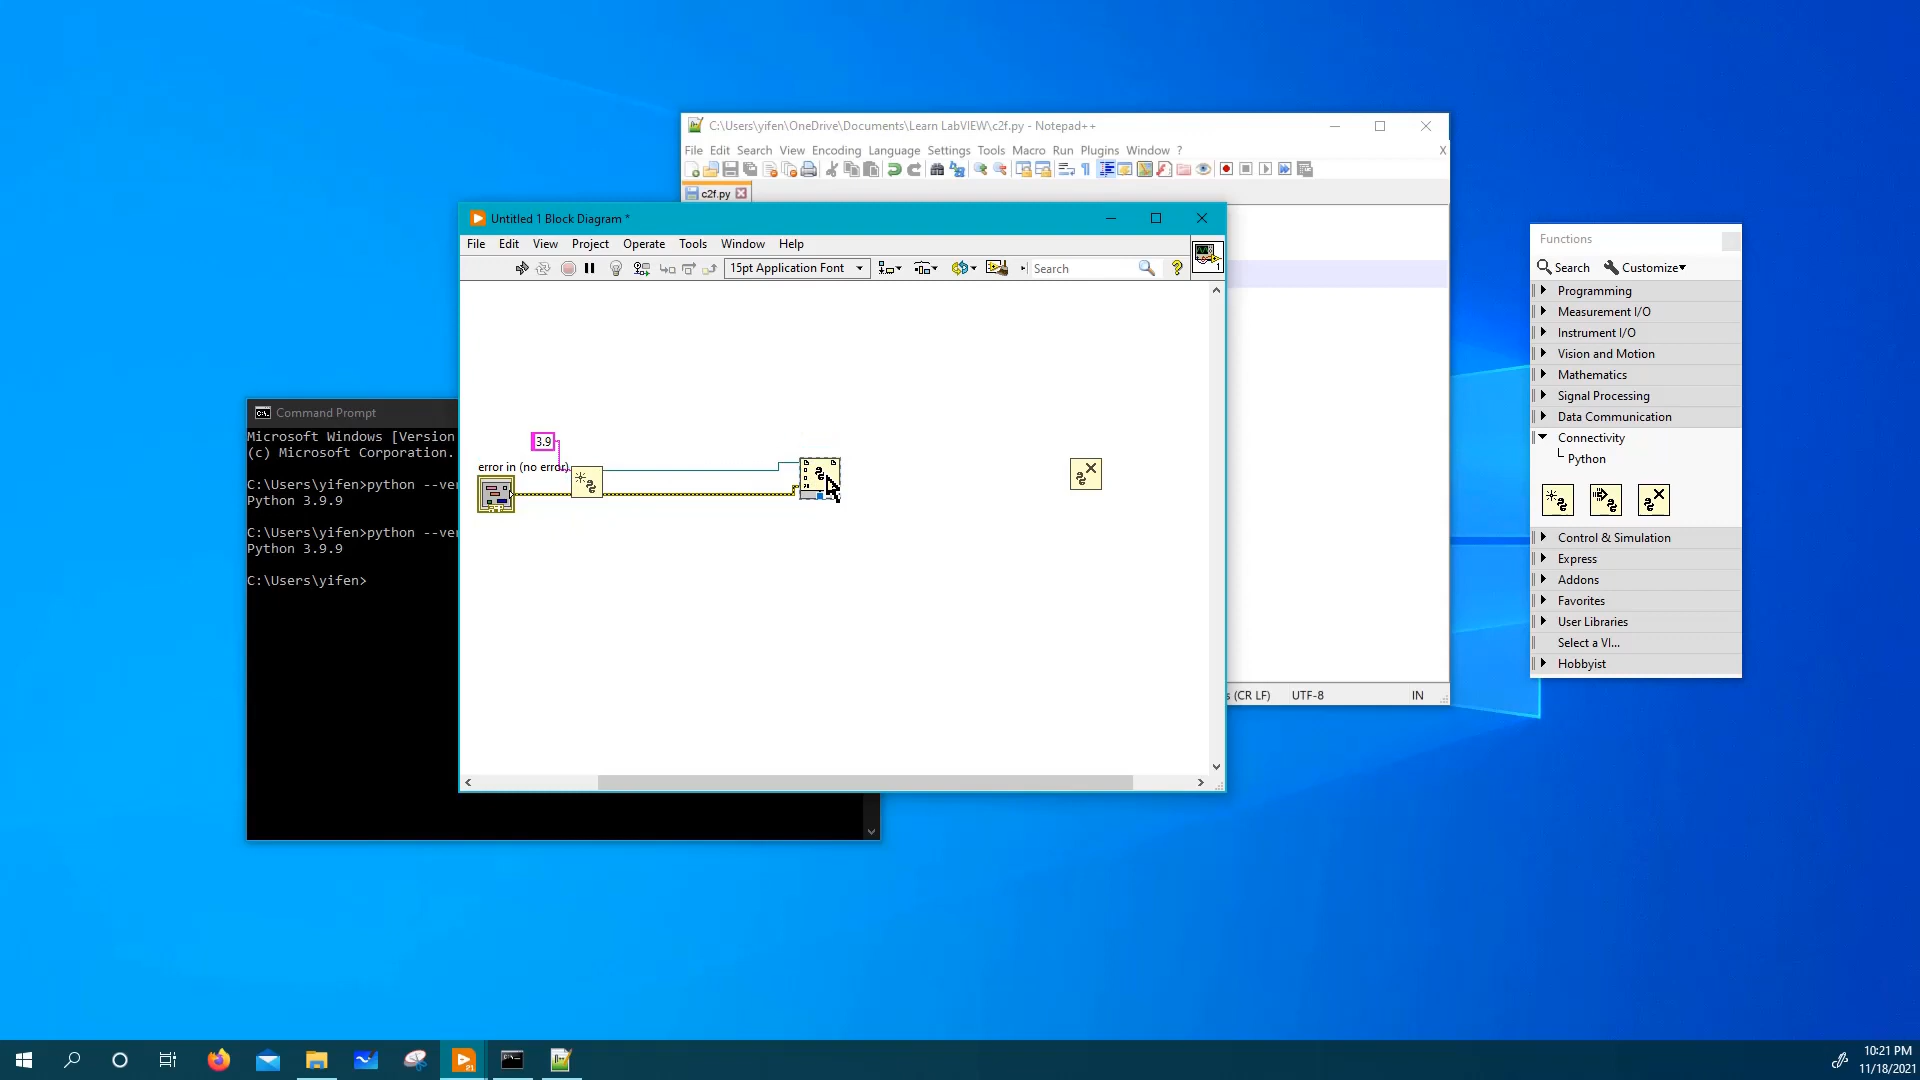 C:\Users\yifen\OneDrive\Documents\Learn LabVIEW\c2f.py - Notepad++
File Edit Search View Encoding Language Settings Tools Macro Run Plugins Window ? X
c2f.py
Untitled 1 Block Diagram *
File Edit View Project Operate Tools Window Help
15pt Application Font
Search
1
3.9
error in (no error)
s (CR LF) UTF-8 IN
Command Prompt
Microsoft Windows [Version
(c) Microsoft Corporation.
C:\Users\yifen>python --ve
Python 3.9.9
C:\Users\yifen>python --ve
Python 3.9.9
C:\Users\yifen>
Functions
Search Customize
Programming
Measurement I/O
Instrument I/O
Vision and Motion
Mathematics
Signal Processing
Data Communication
Connectivity
Python
Control & Simulation
Express
Addons
Favorites
User Libraries
Select a VI...
Hobbyist
21
10:21 PM
11/18/2021